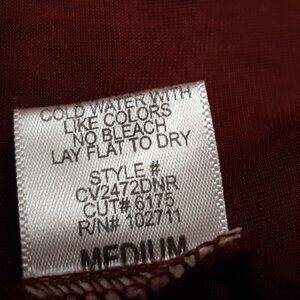 COLD WATER WITH
LIKE COLORS
NO BLEACH
LAY FLAT TO DRY
STYLE #
CV2472DNR
CUT# 6175
R/N# 102711
MEDIUM